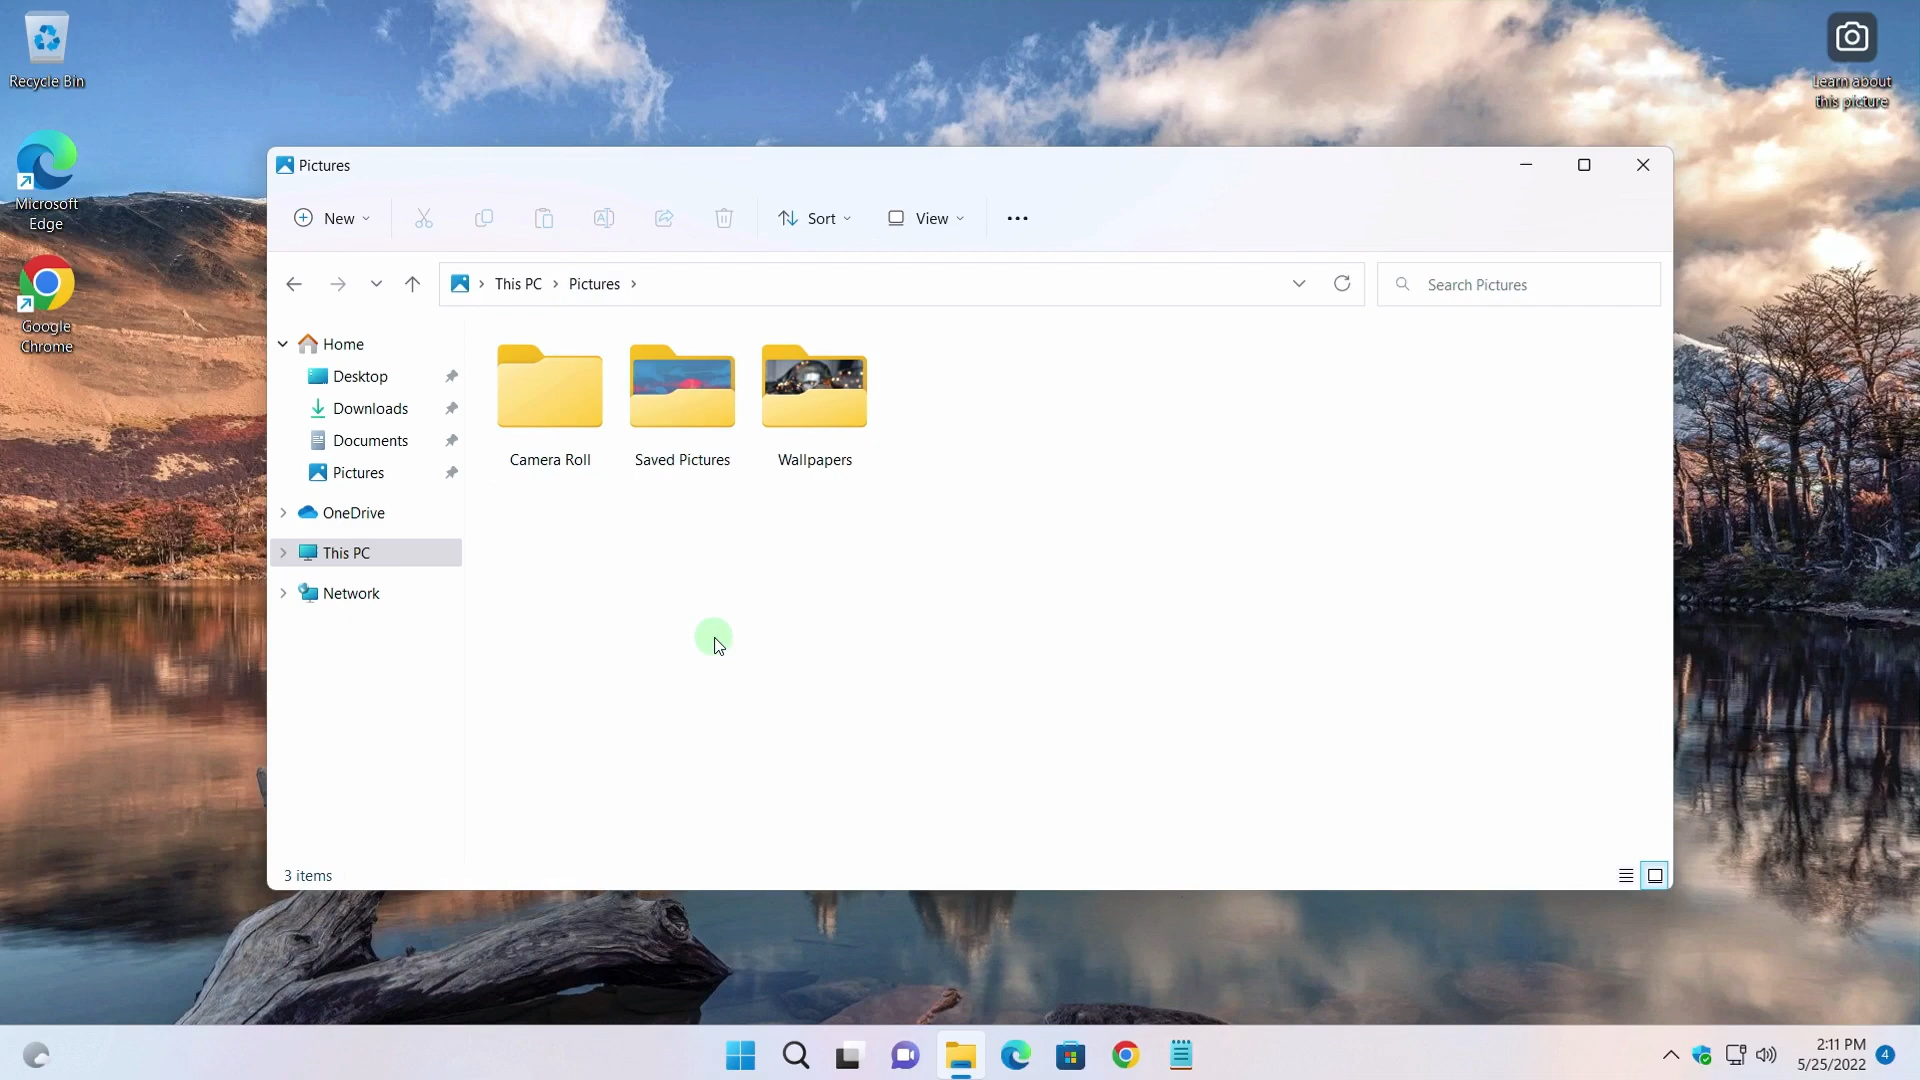 Recycle Bin
Learn about
this picture
Microsoft
Edge
Google
Chrome
Pictures
New
Sort
View
This PC
Pictures
Search Pictures
Home
Desktop
Downloads
Documents
Pictures
OneDrive
This PC
Network
Camera Roll
Saved Pictures
Wallpapers
3 items
2:11 PM
5/25/2022
4